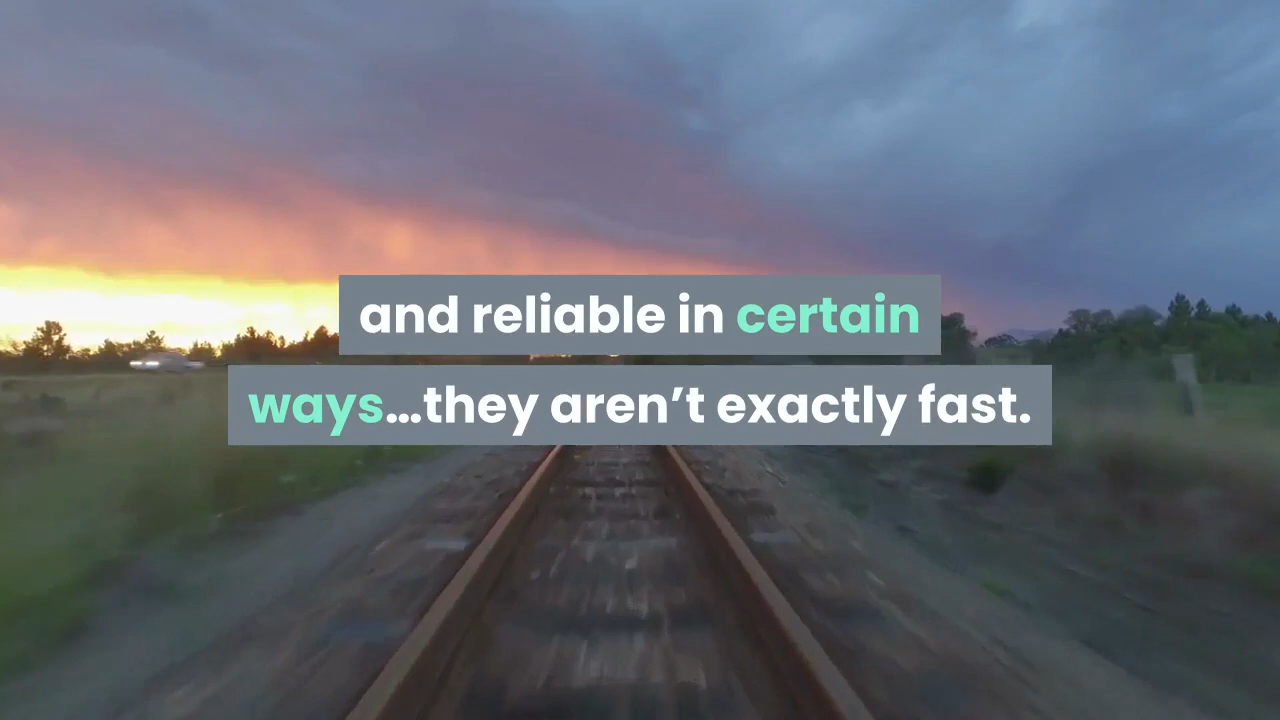 and reliable in certain
ways…they aren’t exactly fast.